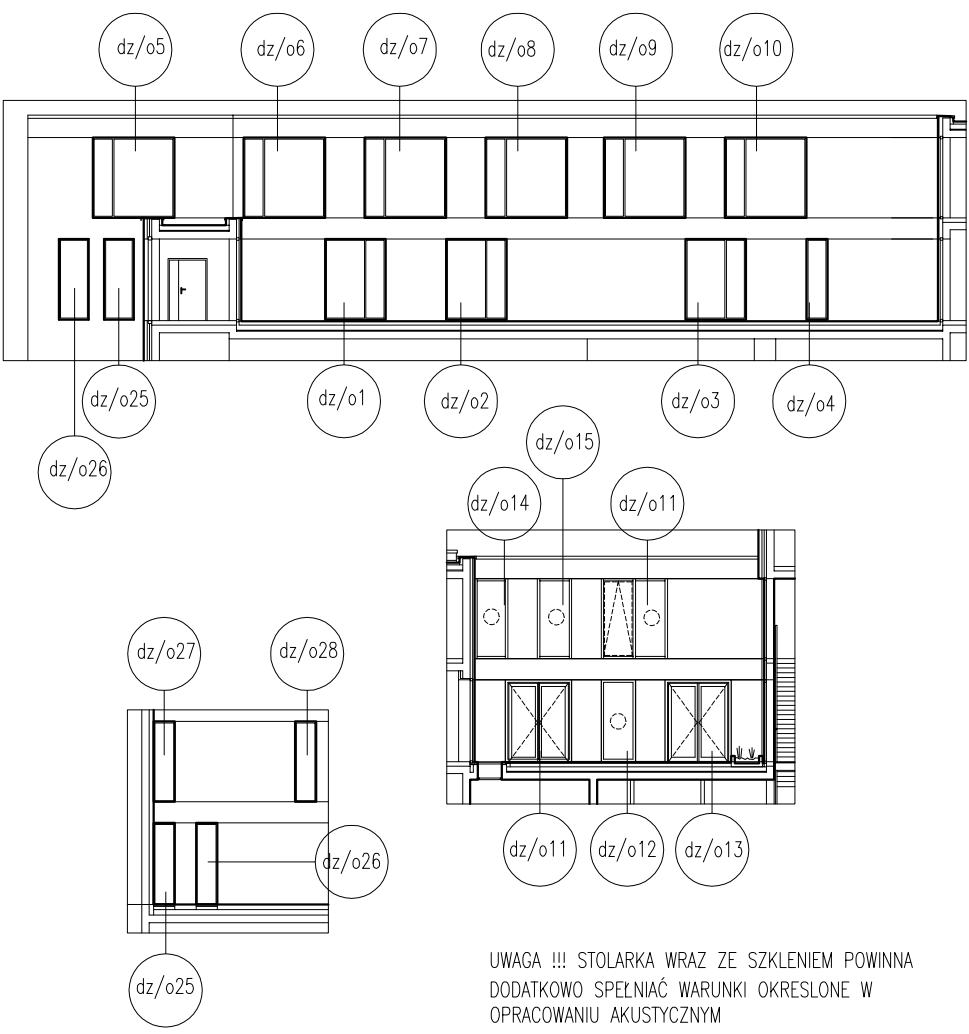 dz/o5
dz/o6
dz/o7
dz/o8
dz/o9
dz/o10
dz/o25
dz/o1
dz/o2
dz/o3
dz/o4
dz/o26
dz/o15
dz/o14
dz/o11
dz/o27
dz/o28
dz/o11
dz/o12
dz/o13
dz/o26
dz/o25
UWAGA !!! STOLARKA WRAZ ZE SZKLENIEM POWINNA
DODATKOWO SPEŁNIAĆ WARUNKI OKRESLONE W
OPRACOWANIU AKUSTYCZNYM